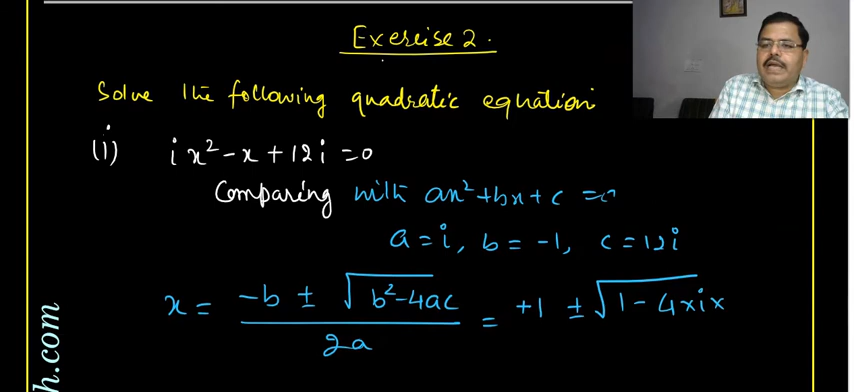 Exercise 2.
Solve the following quadratic equation
(i) ix² - x + 12i = 0
Comparing with ax² + bx + c = 0
a = i, b = -1, c = 12i
x = -b ± √b² - 4ac / 2a = +1 ± √1 - 4×i×
h.com